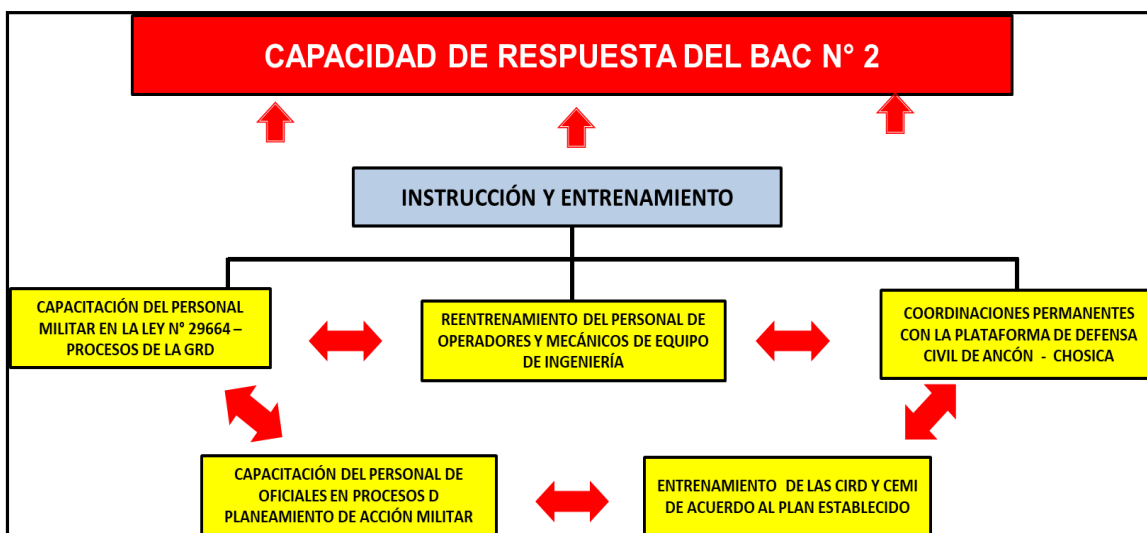 CAPACIDAD DE RESPUESTA DEL BAC N° 2
INSTRUCCIÓN Y ENTRENAMIENTO
CAPACITACIÓN DEL PERSONAL
MILITAR EN LA LEY N° 29664 –
PROCESOS DE LA GRD
REENTRENAMIENTO DEL PERSONAL DE
OPERADORES Y MECÁNICOS DE EQUIPO
DE INGENIERÍA
COORDINACIONES PERMANENTES
CON LA PLATAFORMA DE DEFENSA
CIVIL DE ANCÓN - CHOSICA
CAPACITACIÓN DEL PERSONAL DE
OFICIALES EN PROCESOS D
PLANEAMIENTO DE ACCIÓN MILITAR
ENTRENAMIENTO DE LAS CIRD Y CEMI
DE ACUERDO AL PLAN ESTABLECIDO